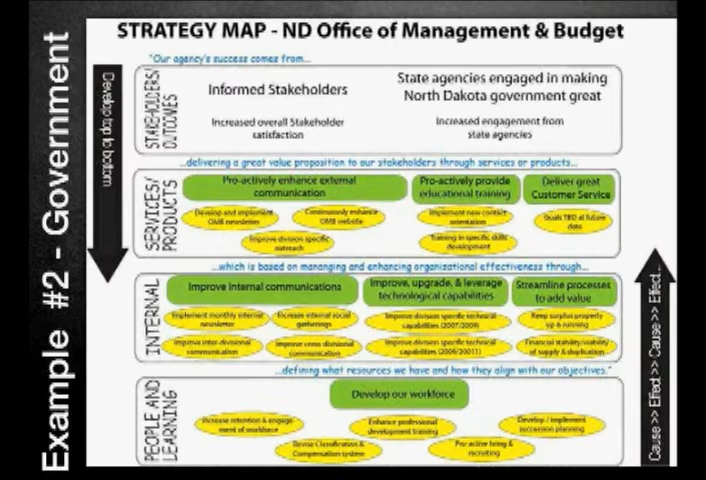 Example #2 - Government
STRATEGY MAP - ND Office of Management & Budget
Develop top to bottom
"Our agency's success comes from...
STAKEHOLDERS/
OUTCOMES
Informed Stakeholders
State agencies engaged in making
North Dakota government great
Increased overall Stakeholder
satisfaction
Increased engagement from
state agencies
...delivering a great value proposition to our stakeholders through services or products...
SERVICES/
PRODUCTS
Pro-actively enhance external
communication
Pro-actively provide
educational training
Deliver great
Customer Service
Develop and implement
OMB newsletter
Continuously enhance
OMB website
Improve division specific
outreach
Implement new contact
orientation
Training in specific skills
development
Goals TBD at future
date
...which is based on mananging and enhancing organizational effectiveness through...
INTERNAL
Improve internal communications
Improve, upgrade, & leverage
technological capabilities
Streamline processes
to add value
Implement monthly internal
newsletter
Increase internal social
gatherings
Improve inter-divisional
communication
Improve cross divisional
communication
Improve division specific technical
capabilities (2007/2009)
Improve division specific technical
capabilities (2009/20011)
Keep surplus property
up & running
Financial stability/viability
of supply & duplication
...defining what resources we have and how they align with our objectives."
PEOPLE AND
LEARNING
Develop our workforce
Increase retention & engage
ment of workforce
Enhance professional
development training
Develop / implement
succession planning
Revise Classification &
Compensation system
Pro-active hiring &
recruiting
Cause >> Effect >> Cause >> Effect...